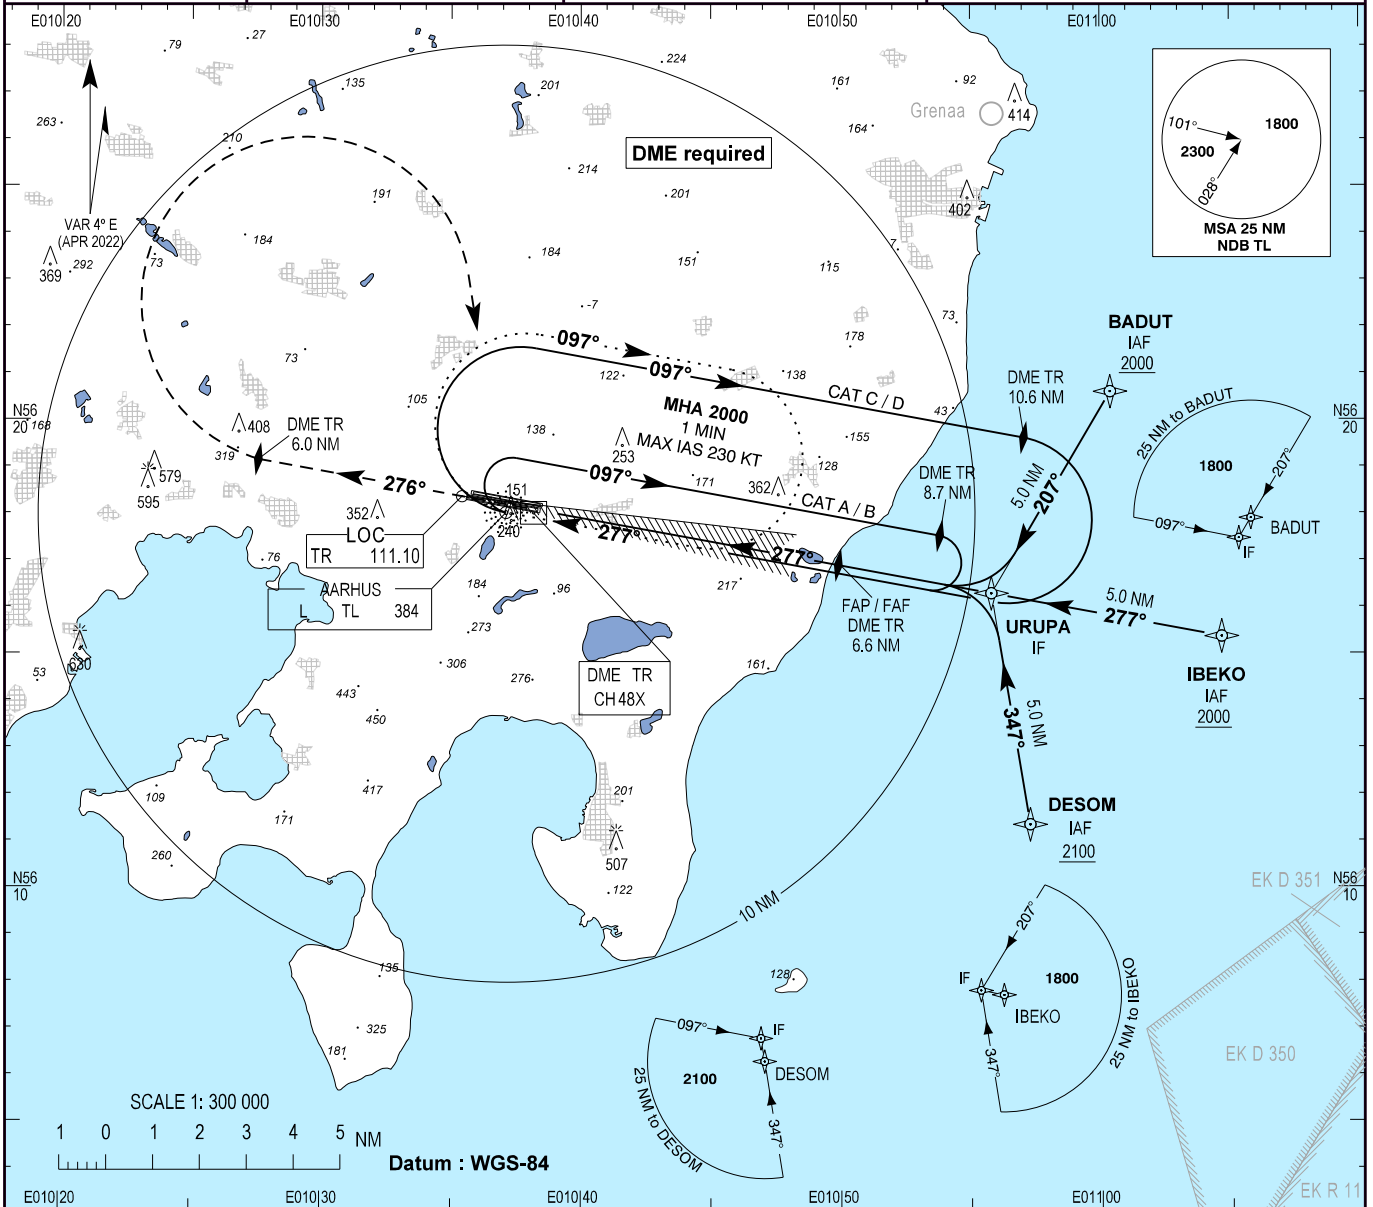 E010|20
E010|30
E010|40
E010|50
E011|00
79
27
135
201
224
161
92
414
Grenaa
263
210
164
DME required
101°
1800
2300
028°
MSA 25 NM
NDB TL
191
214
201
402
VAR 4° E
(APR 2022)
369
292
73
184
184
151
7
115
-7
73
178
BADUT
IAF
2000
097°
097°
73
122
138
CAT C / D
DME TR
10.6 NM
105
MHA 2000
1 MIN
MAX IAS 230 KT
43
N56
20
168
N56
20
408
DME TR
6.0 NM
138
253
155
25 NM to BADUT
1800
207°
097°
BADUT
IF
319
579
595
128
171
362
DME TR
8.7 NM
5.0 NM
207°
276°
151
097°
CAT A / B
352
240
277°
277°
LOC
TR 111.10
76
AARHUS
L TL 384
184
96
217
FAP / FAF
DME TR
6.6 NM
5.0 NM
277°
URUPA
IF
273
630
306
276
161
53
DME TR
CH 48X
443
450
IBEKO
IAF
2000
347°
5.0 NM
109
417
171
201
DESOM
IAF
2100
260
507
122
EK D 351
N56
10
N56
10
10 NM
207°
1800
IF
IBEKO
347°
25 NM to IBEKO
135
128
325
181
097°
IF
2100
DESOM
347°
25 NM to DESOM
EK D 350
SCALE 1: 300 000
1 0 1 2 3 4 5 NM
Datum : WGS-84
EK R 11
E010|20
E010|30
E010|40
E010|50
E011|00